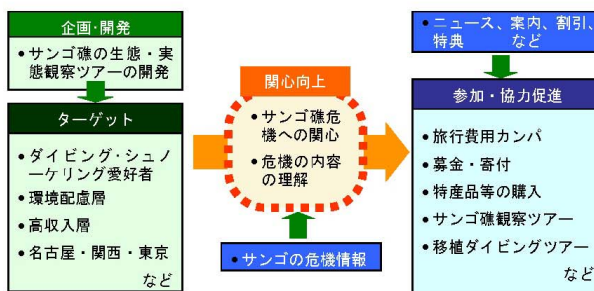 企画･開発
• サンゴ礁の生態・実
態観察ツアーの開発
ターゲット
• ダイビング･シュノ
ーケリング愛好者
• 環境配慮層
• 高収入層
• 名古屋・関西・東京
など
関心向上
• サンゴ礁危
機への関心
• 危機の内容
の理解
• サンゴの危機情報
• ニュース、案内、割引、
特典 など
参加・協力促進
• 旅行費用カンパ
• 募金・寄付
• 特産品等の購入
• サンゴ礁観察ツアー
• 移植ダイビングツアー
など